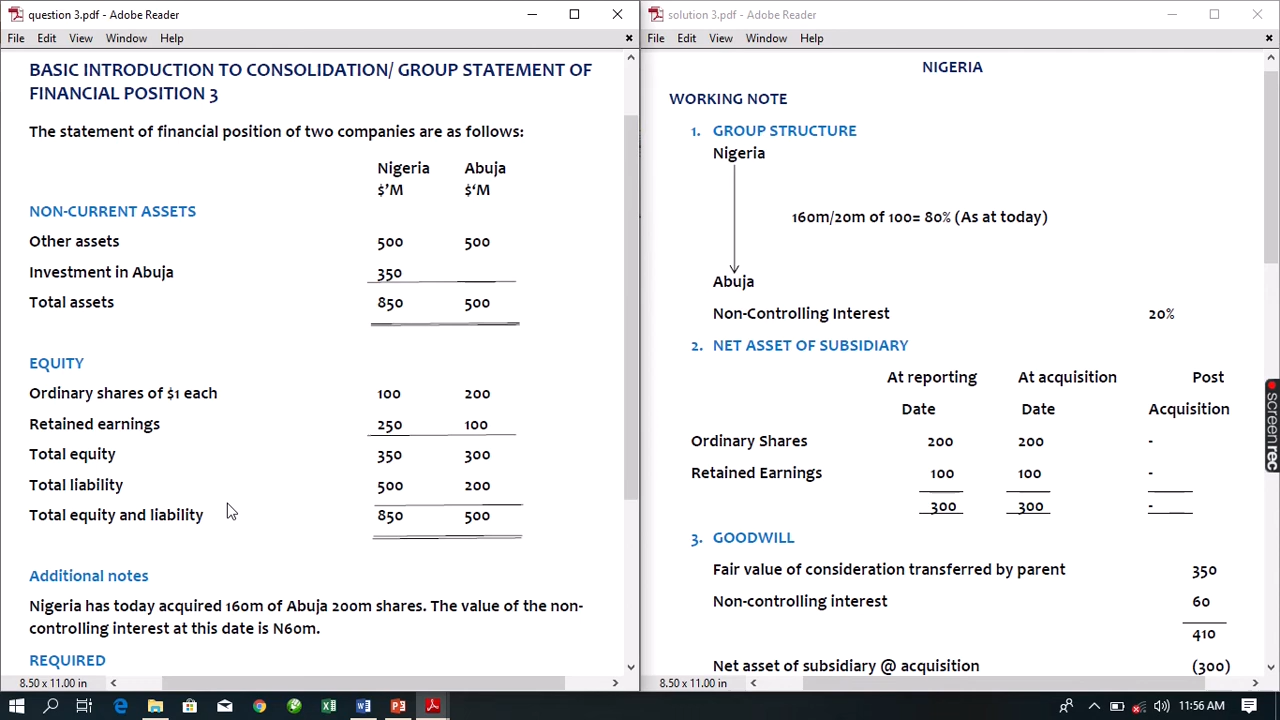 question 3.pdf - Adobe Reader
File Edit View Window Help
BASIC INTRODUCTION TO CONSOLIDATION/ GROUP STATEMENT OF
FINANCIAL POSITION 3
The statement of financial position of two companies are as follows:
Nigeria Abuja
$'M $'M
NON-CURRENT ASSETS
Other assets 500 500
Investment in Abuja 350
Total assets 850 500
EQUITY
Ordinary shares of $1 each 100 200
Retained earnings 250 100
Total equity 350 300
Total liability 500 200
Total equity and liability 850 500
Additional notes
Nigeria has today acquired 160m of Abuja 200m shares. The value of the non-
controlling interest at this date is N60m.
REQUIRED
8.50 x 11.00 in
solution 3.pdf - Adobe Reader
File Edit View Window Help
NIGERIA
WORKING NOTE
1. GROUP STRUCTURE
Nigeria
160m/20m of 100= 80% (As at today)
Abuja
Non-Controlling Interest 20%
2. NET ASSET OF SUBSIDIARY
At reporting At acquisition Post
Date Date Acquisition
Ordinary Shares 200 200 -
Retained Earnings 100 100 -
300 300 -
3. GOODWILL
Fair value of consideration transferred by parent 350
Non-controlling interest 60
410
Net asset of subsidiary @ acquisition (300)
8.50 x 11.00 in
screenrec
11:56 AM